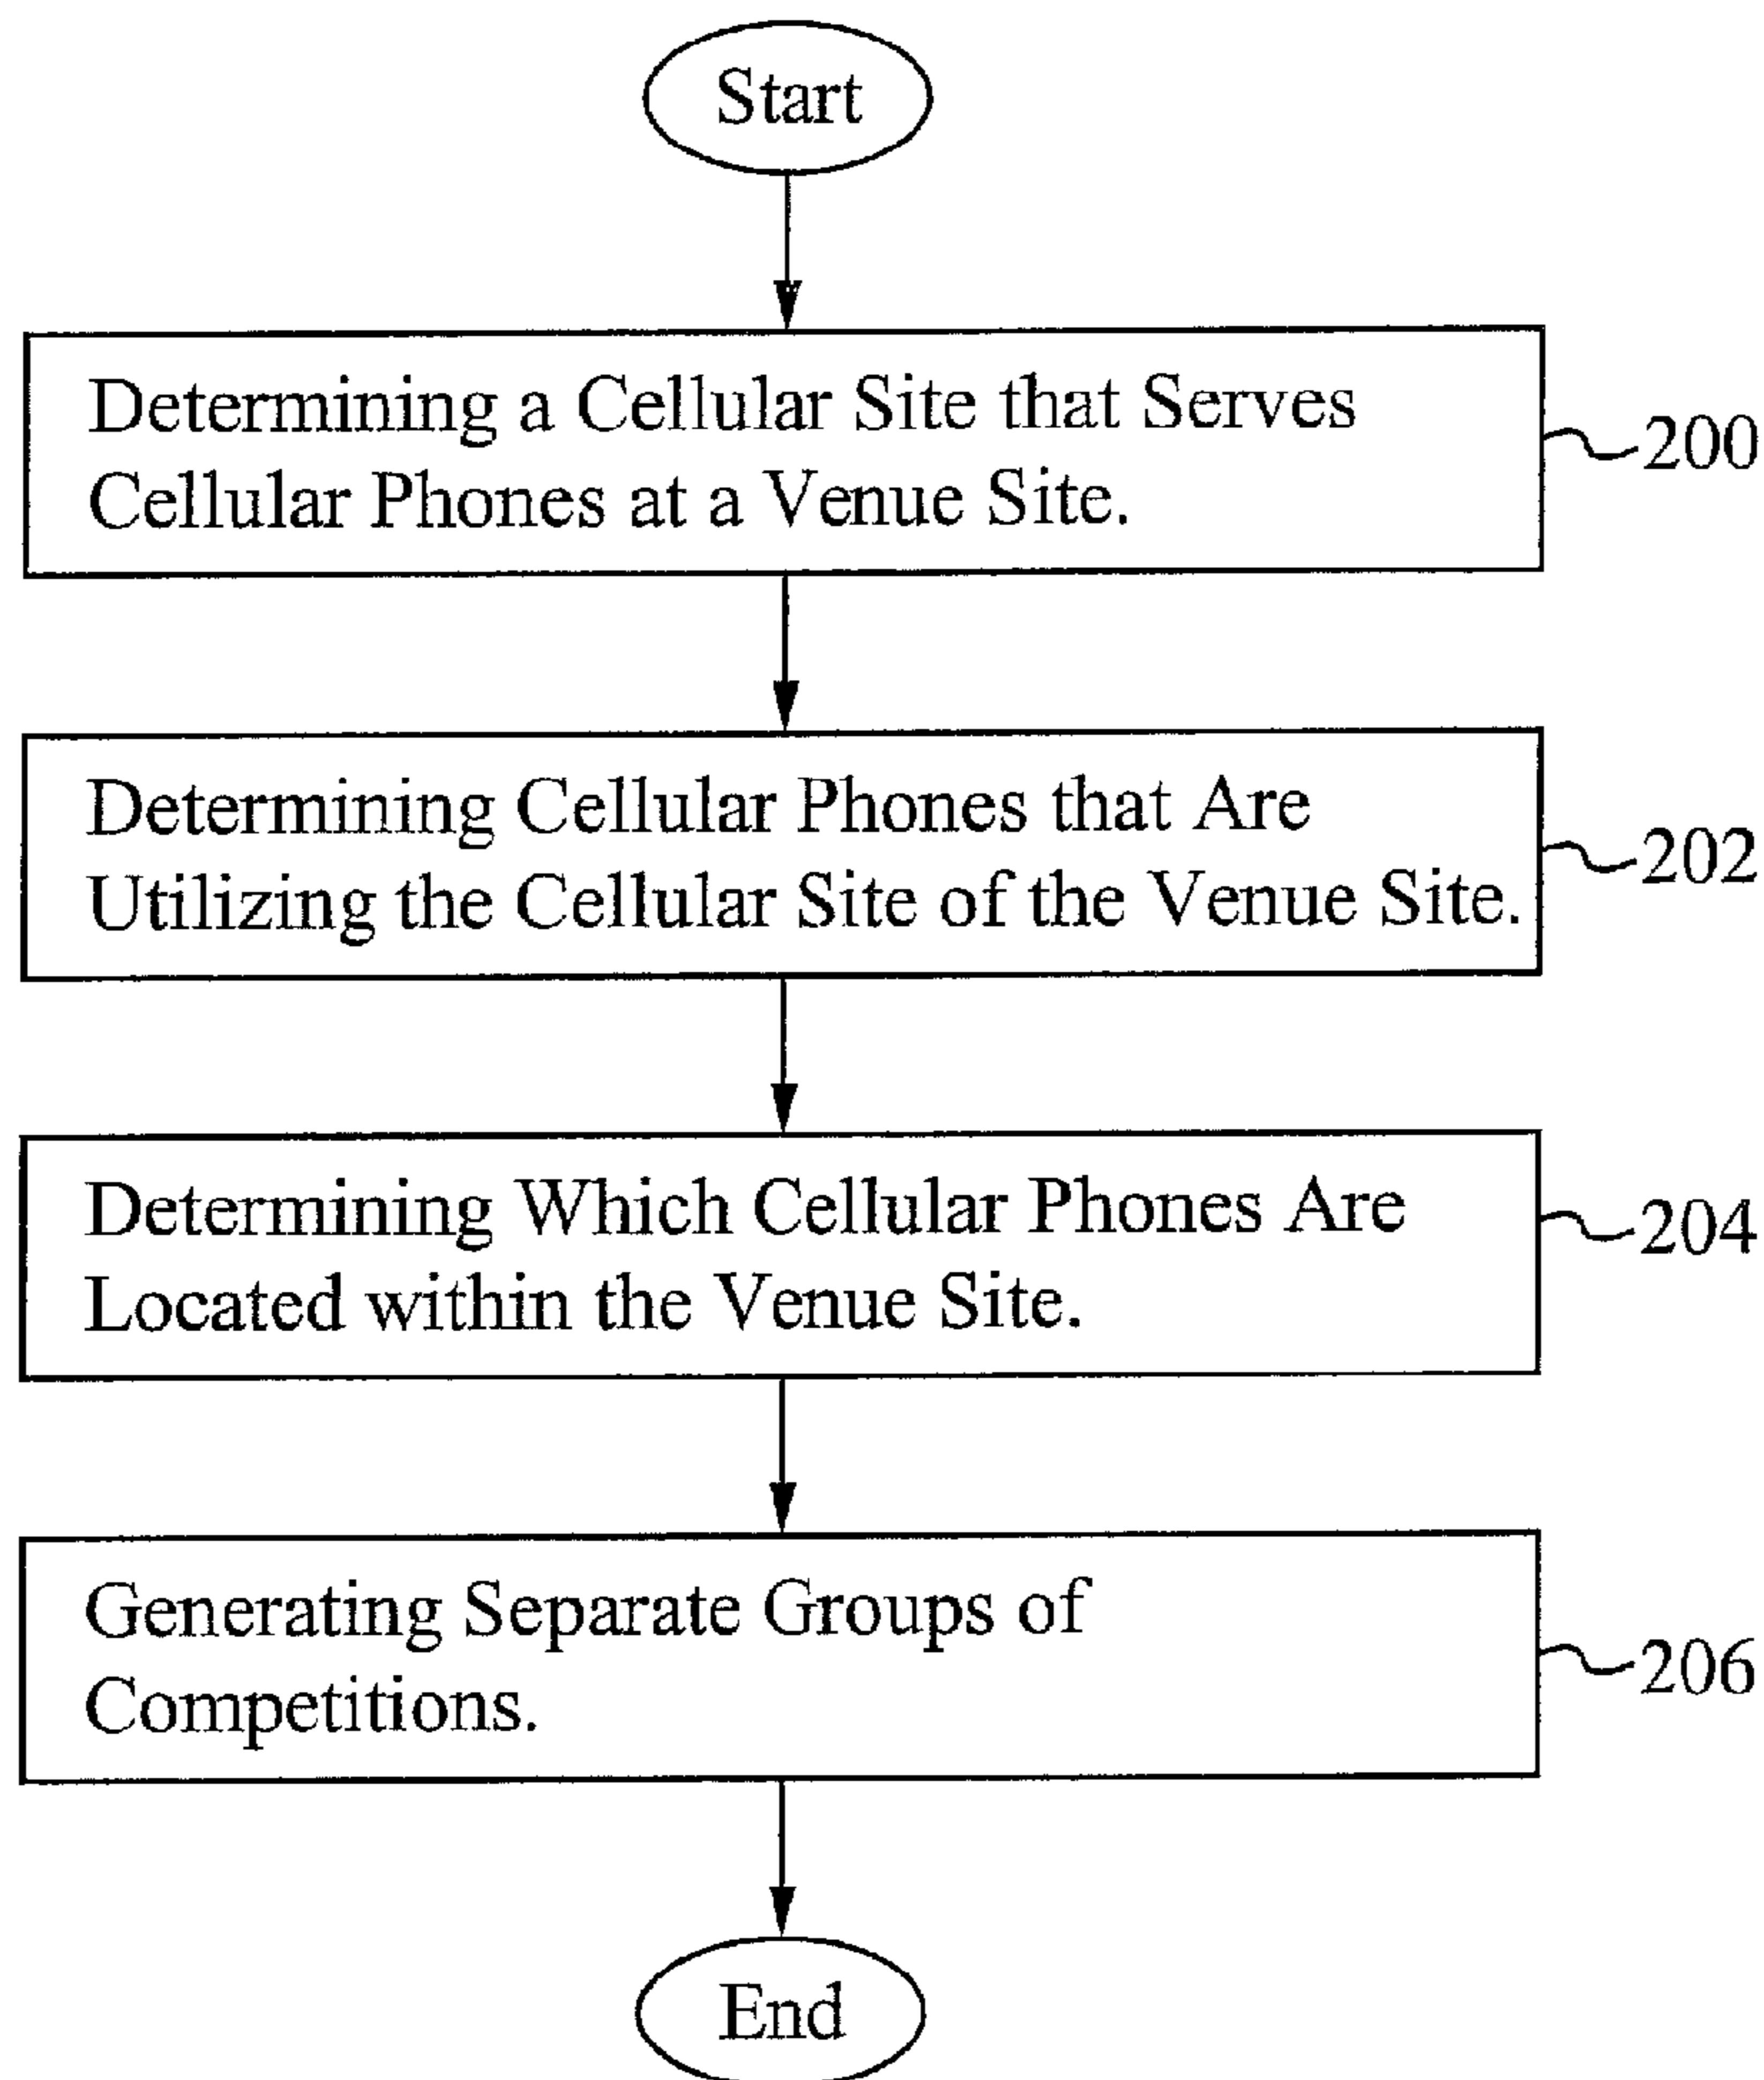 Start
Determining a Cellular Site that Serves
Cellular Phones at a Venue Site.
200
Determining Cellular Phones that Are
Utilizing the Cellular Site of the Venue Site.
202
Determining Which Cellular Phones Are
Located within the Venue Site.
204
Generating Separate Groups of
Competitions.
206
End